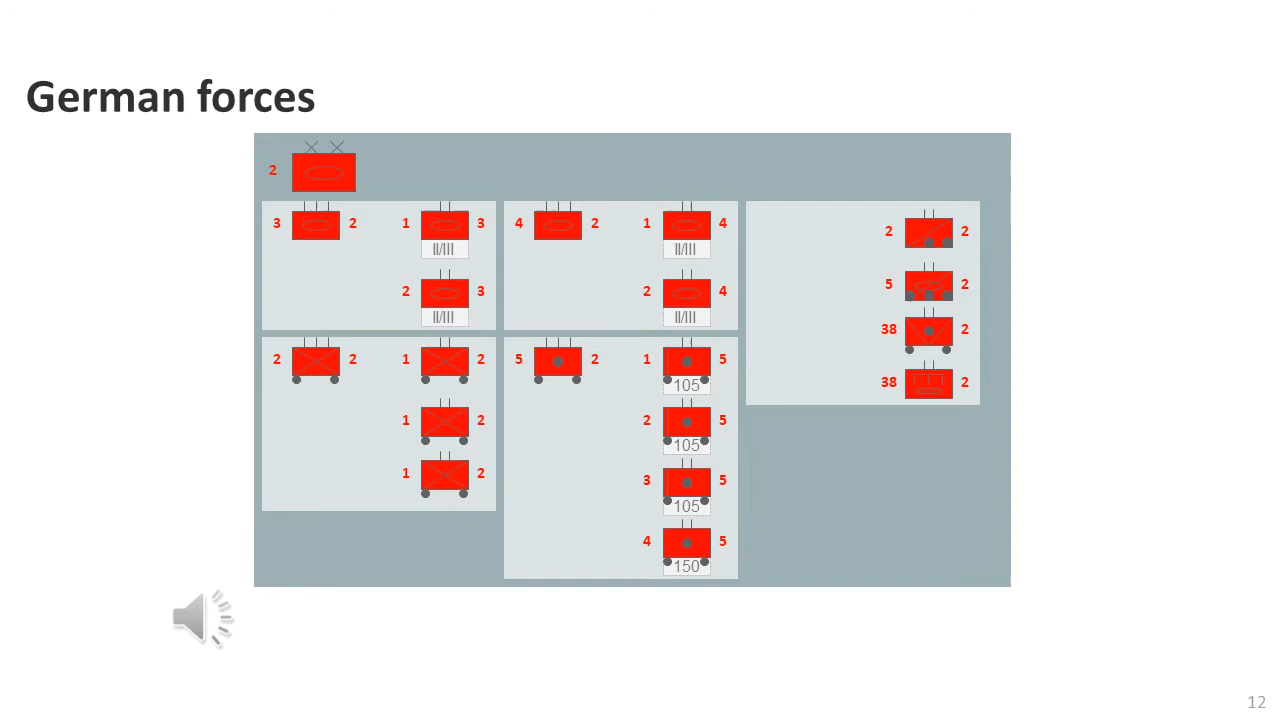 German forces
2
3 2 1 3
II/III
2 3
II/III
4 2 1 4
II/III
2 4
II/III
2 2
5 2
38 2
38 2
2 2 1 2
1 2
1 2
5 2 1 5
105
2 5
105
3 5
105
4 5
150
12